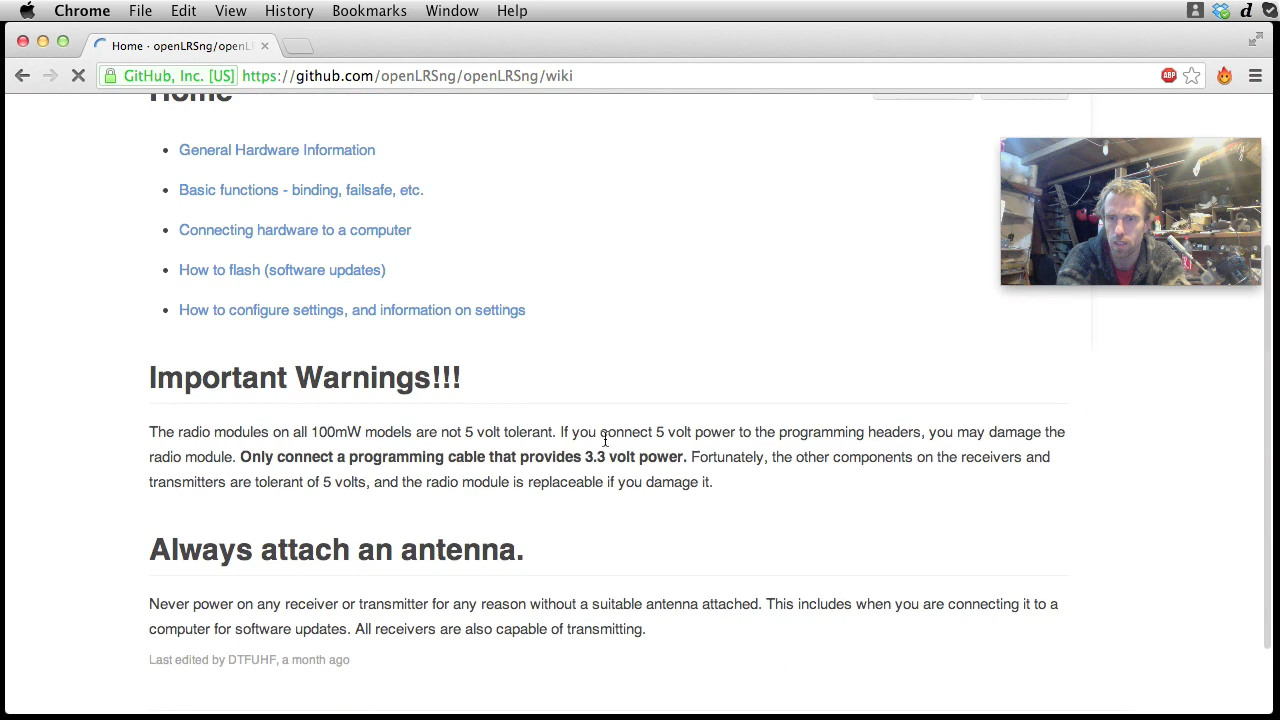 Chrome File Edit View History Bookmarks Window Help
Home · openLRSng/openL
GitHub, Inc. [US] https://github.com/openLRSng/openLRSng/wiki
ABP
Home
General Hardware Information
Basic functions - binding, failsafe, etc.
Connecting hardware to a computer
How to flash (software updates)
How to configure settings, and information on settings
Important Warnings!!!
The radio modules on all 100mW models are not 5 volt tolerant. If you connect 5 volt power to the programming headers, you may damage the
radio module. Only connect a programming cable that provides 3.3 volt power. Fortunately, the other components on the receivers and
transmitters are tolerant of 5 volts, and the radio module is replaceable if you damage it.
Always attach an antenna.
Never power on any receiver or transmitter for any reason without a suitable antenna attached. This includes when you are connecting it to a
computer for software updates. All receivers are also capable of transmitting.
Last edited by DTFUHF, a month ago